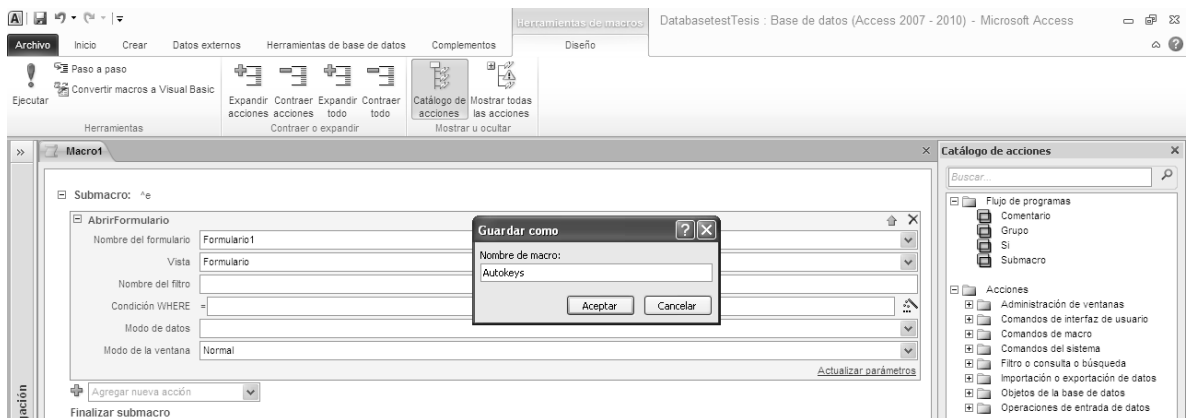 Herramientas de macros
DatabasetestTesis : Base de datos (Access 2007 - 2010) - Microsoft Access
Archivo Inicio Crear Datos externos Herramientas de base de datos Complementos Diseño
Ejecutar
Paso a paso
Convertir macros a Visual Basic
Herramientas
Expandir acciones
Contraer acciones
Expandir todo
Contraer todo
Contraer o expandir
Catálogo de acciones
Mostrar todas las acciones
Mostrar u ocultar
Macro1
Submacro: ^e
AbrirFormulario
Nombre del formulario Formulario1
Vista Formulario
Nombre del filtro
Condición WHERE =
Modo de datos
Modo de la ventana Normal
Actualizar parámetros
Agregar nueva acción
Finalizar submacro
Guardar como
Nombre de macro:
Autokeys
Aceptar Cancelar
Catálogo de acciones
Buscar...
Flujo de programas
Comentario
Grupo
Si
Submacro
Acciones
Administración de ventanas
Comandos de interfaz de usuario
Comandos de macro
Comandos del sistema
Filtro o consulta o búsqueda
Importación o exportación de datos
Objetos de la base de datos
Operaciones de entrada de datos